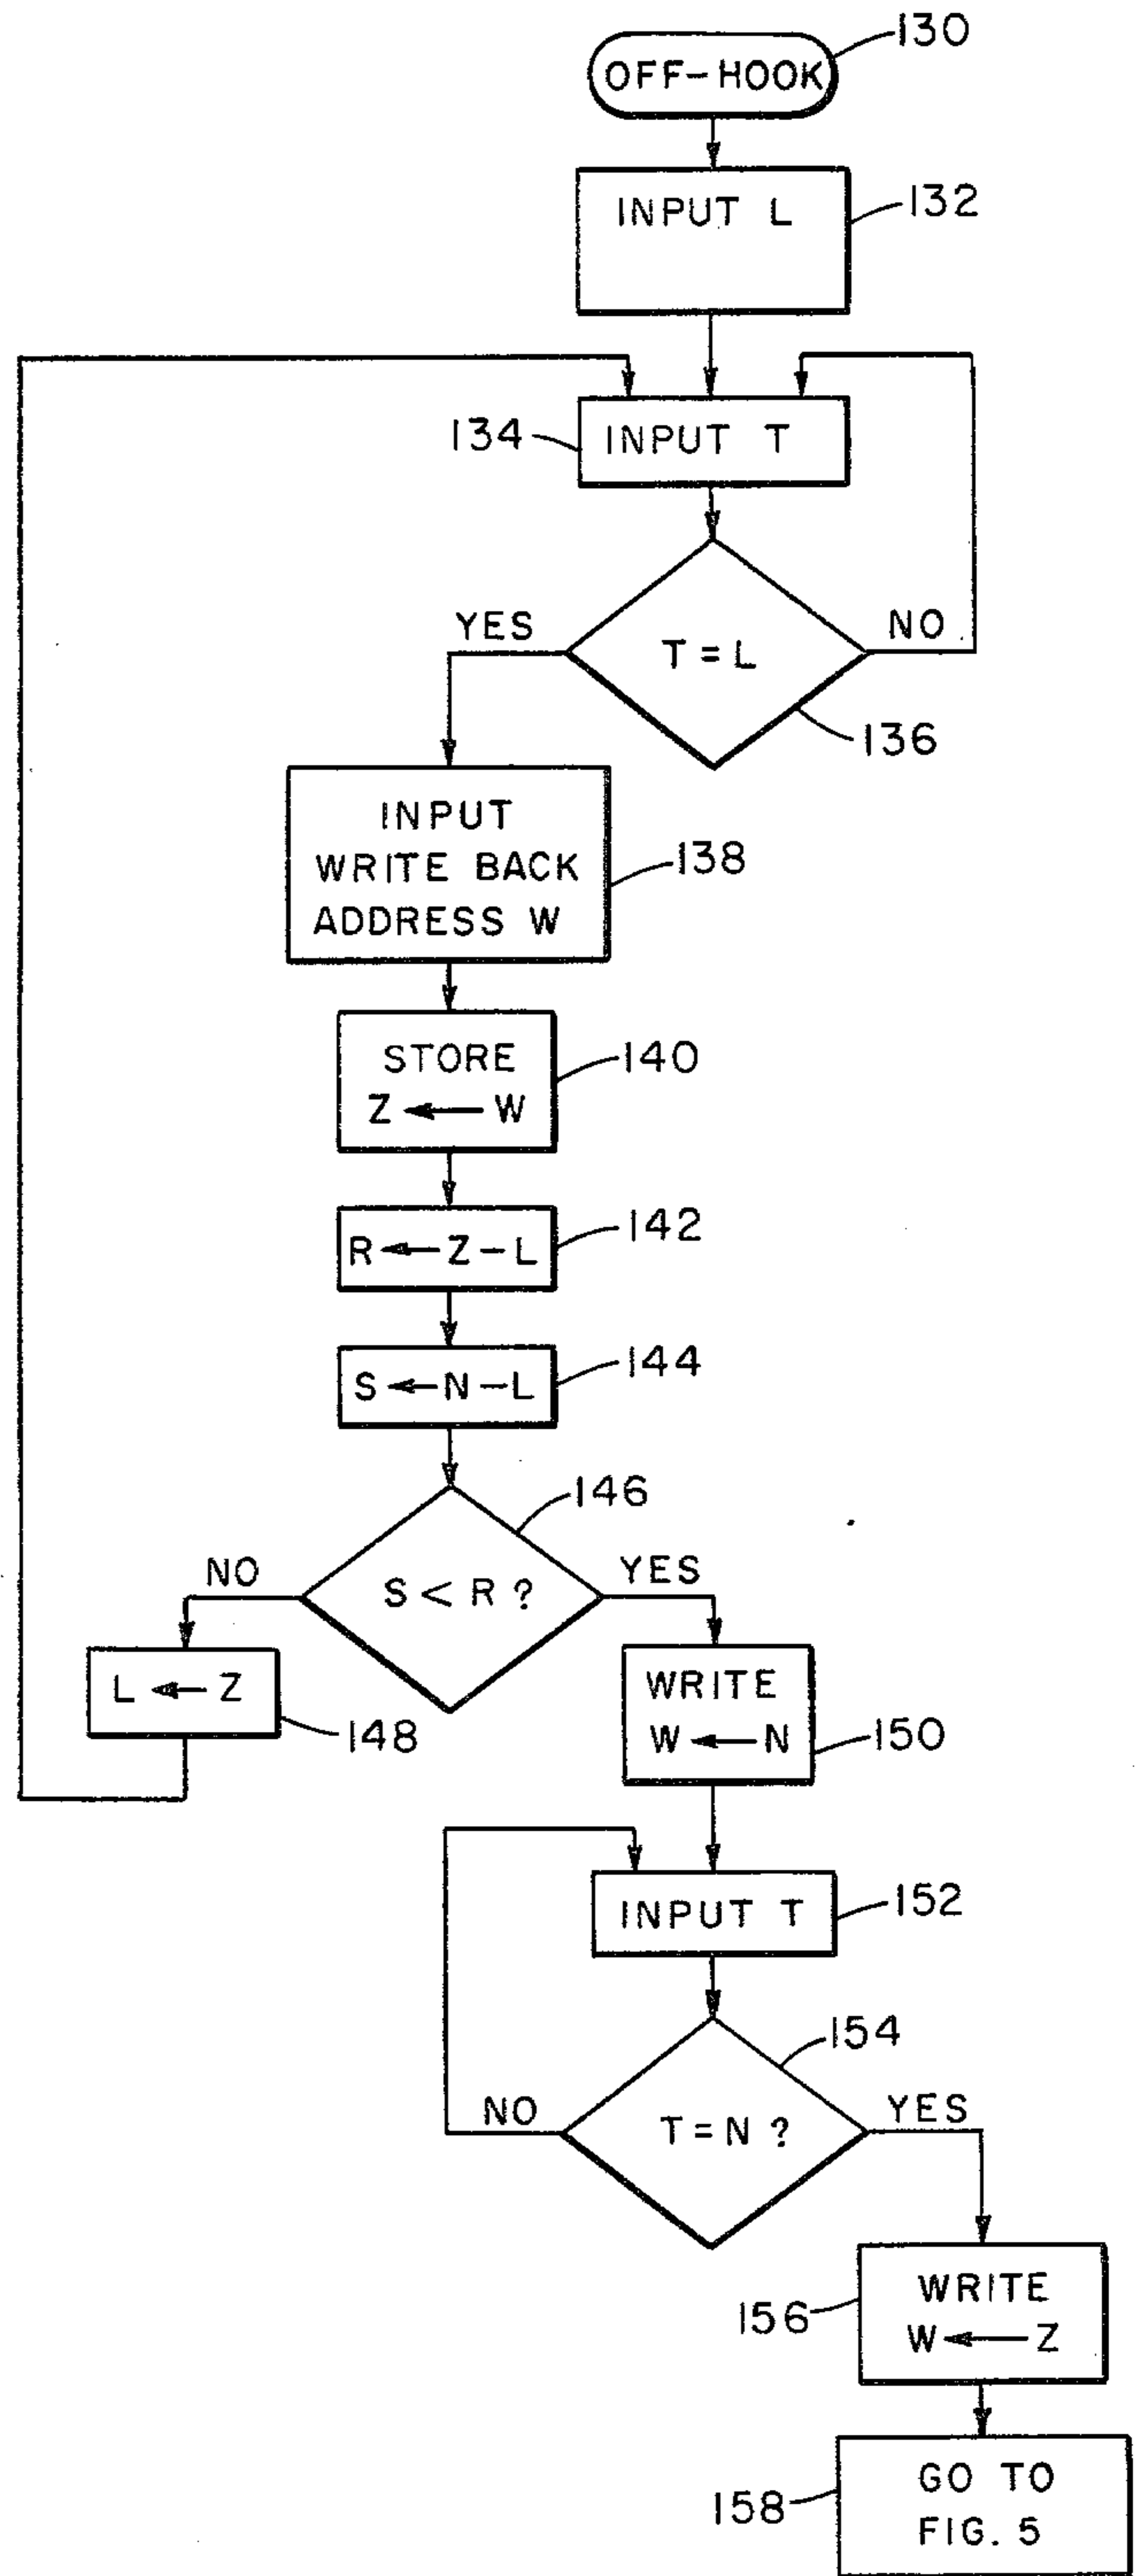 130
OFF-HOOK
INPUT L
132
134
INPUT T
YES
T = L
NO
136
INPUT
WRITE BACK
ADDRESS W
138
STORE
Z ← W
140
R ← Z – L
142
S ← N – L
144
146
NO
S < R ?
YES
L ← Z
148
WRITE
W ← N
150
INPUT T
152
154
NO
T = N ?
YES
WRITE
W ← Z
156
GO TO
FIG. 5
158